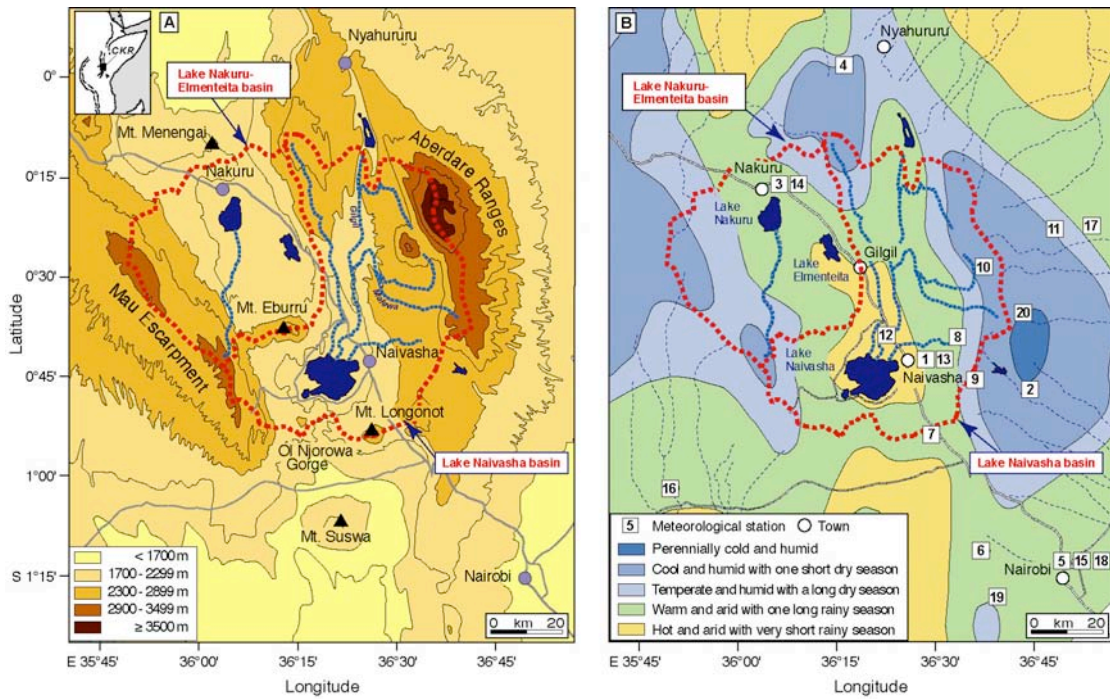 A
CKR
Nyahururu
Lake Nakuru-
Elmenteita basin
Mt. Menengai
Nakuru
Aberdare Ranges
Gilgil
Mt. Eburru
Mau Escarpment
Naivasha
Mt. Longonot
Ol Njorowa
Gorge
Lake Naivasha basin
Mt. Suswa
Nairobi
< 1700 m
1700 - 2299 m
2300 - 2899 m
2900 - 3499 m
≥ 3500 m
0 km 20
Latitude
0°
0°15'
0°30'
0°45'
1°00'
S 1°15'
E 35°45'
36°00'
36°15'
36°30'
36°45'
Longitude
B
Nyahururu
4
Lake Nakuru-
Elmenteita basin
Nakuru
3 14
Lake
Nakuru
11
17
Gilgil
Lake
Elmenteita
10
20
12
8
Lake
Naivasha
1 13
Naivasha
9
2
7
Lake Naivasha basin
16
6
5 15 18
Nairobi
19
5 Meteorological station
Town
Perennially cold and humid
Cool and humid with one short dry season
Temperate and humid with a long dry season
Warm and arid with one long rainy season
Hot and arid with very short rainy season
0 km 20
E 35°45'
36°00'
36°15'
36°30'
36°45'
Longitude